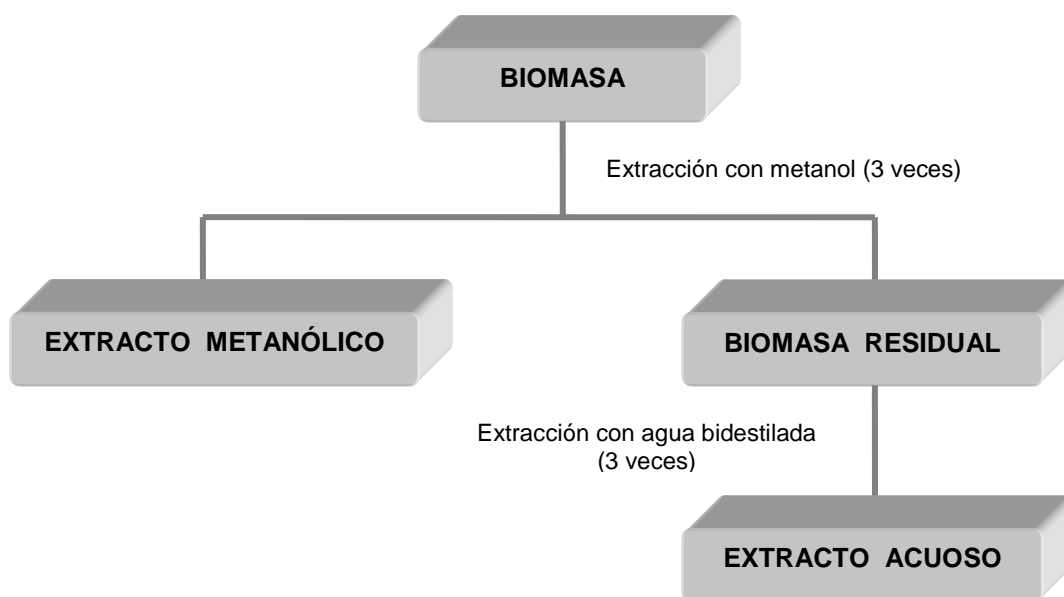 BIOMASA
Extracción con metanol (3 veces)
EXTRACTO METANÓLICO
BIOMASA RESIDUAL
Extracción con agua bidestilada
(3 veces)
EXTRACTO ACUOSO